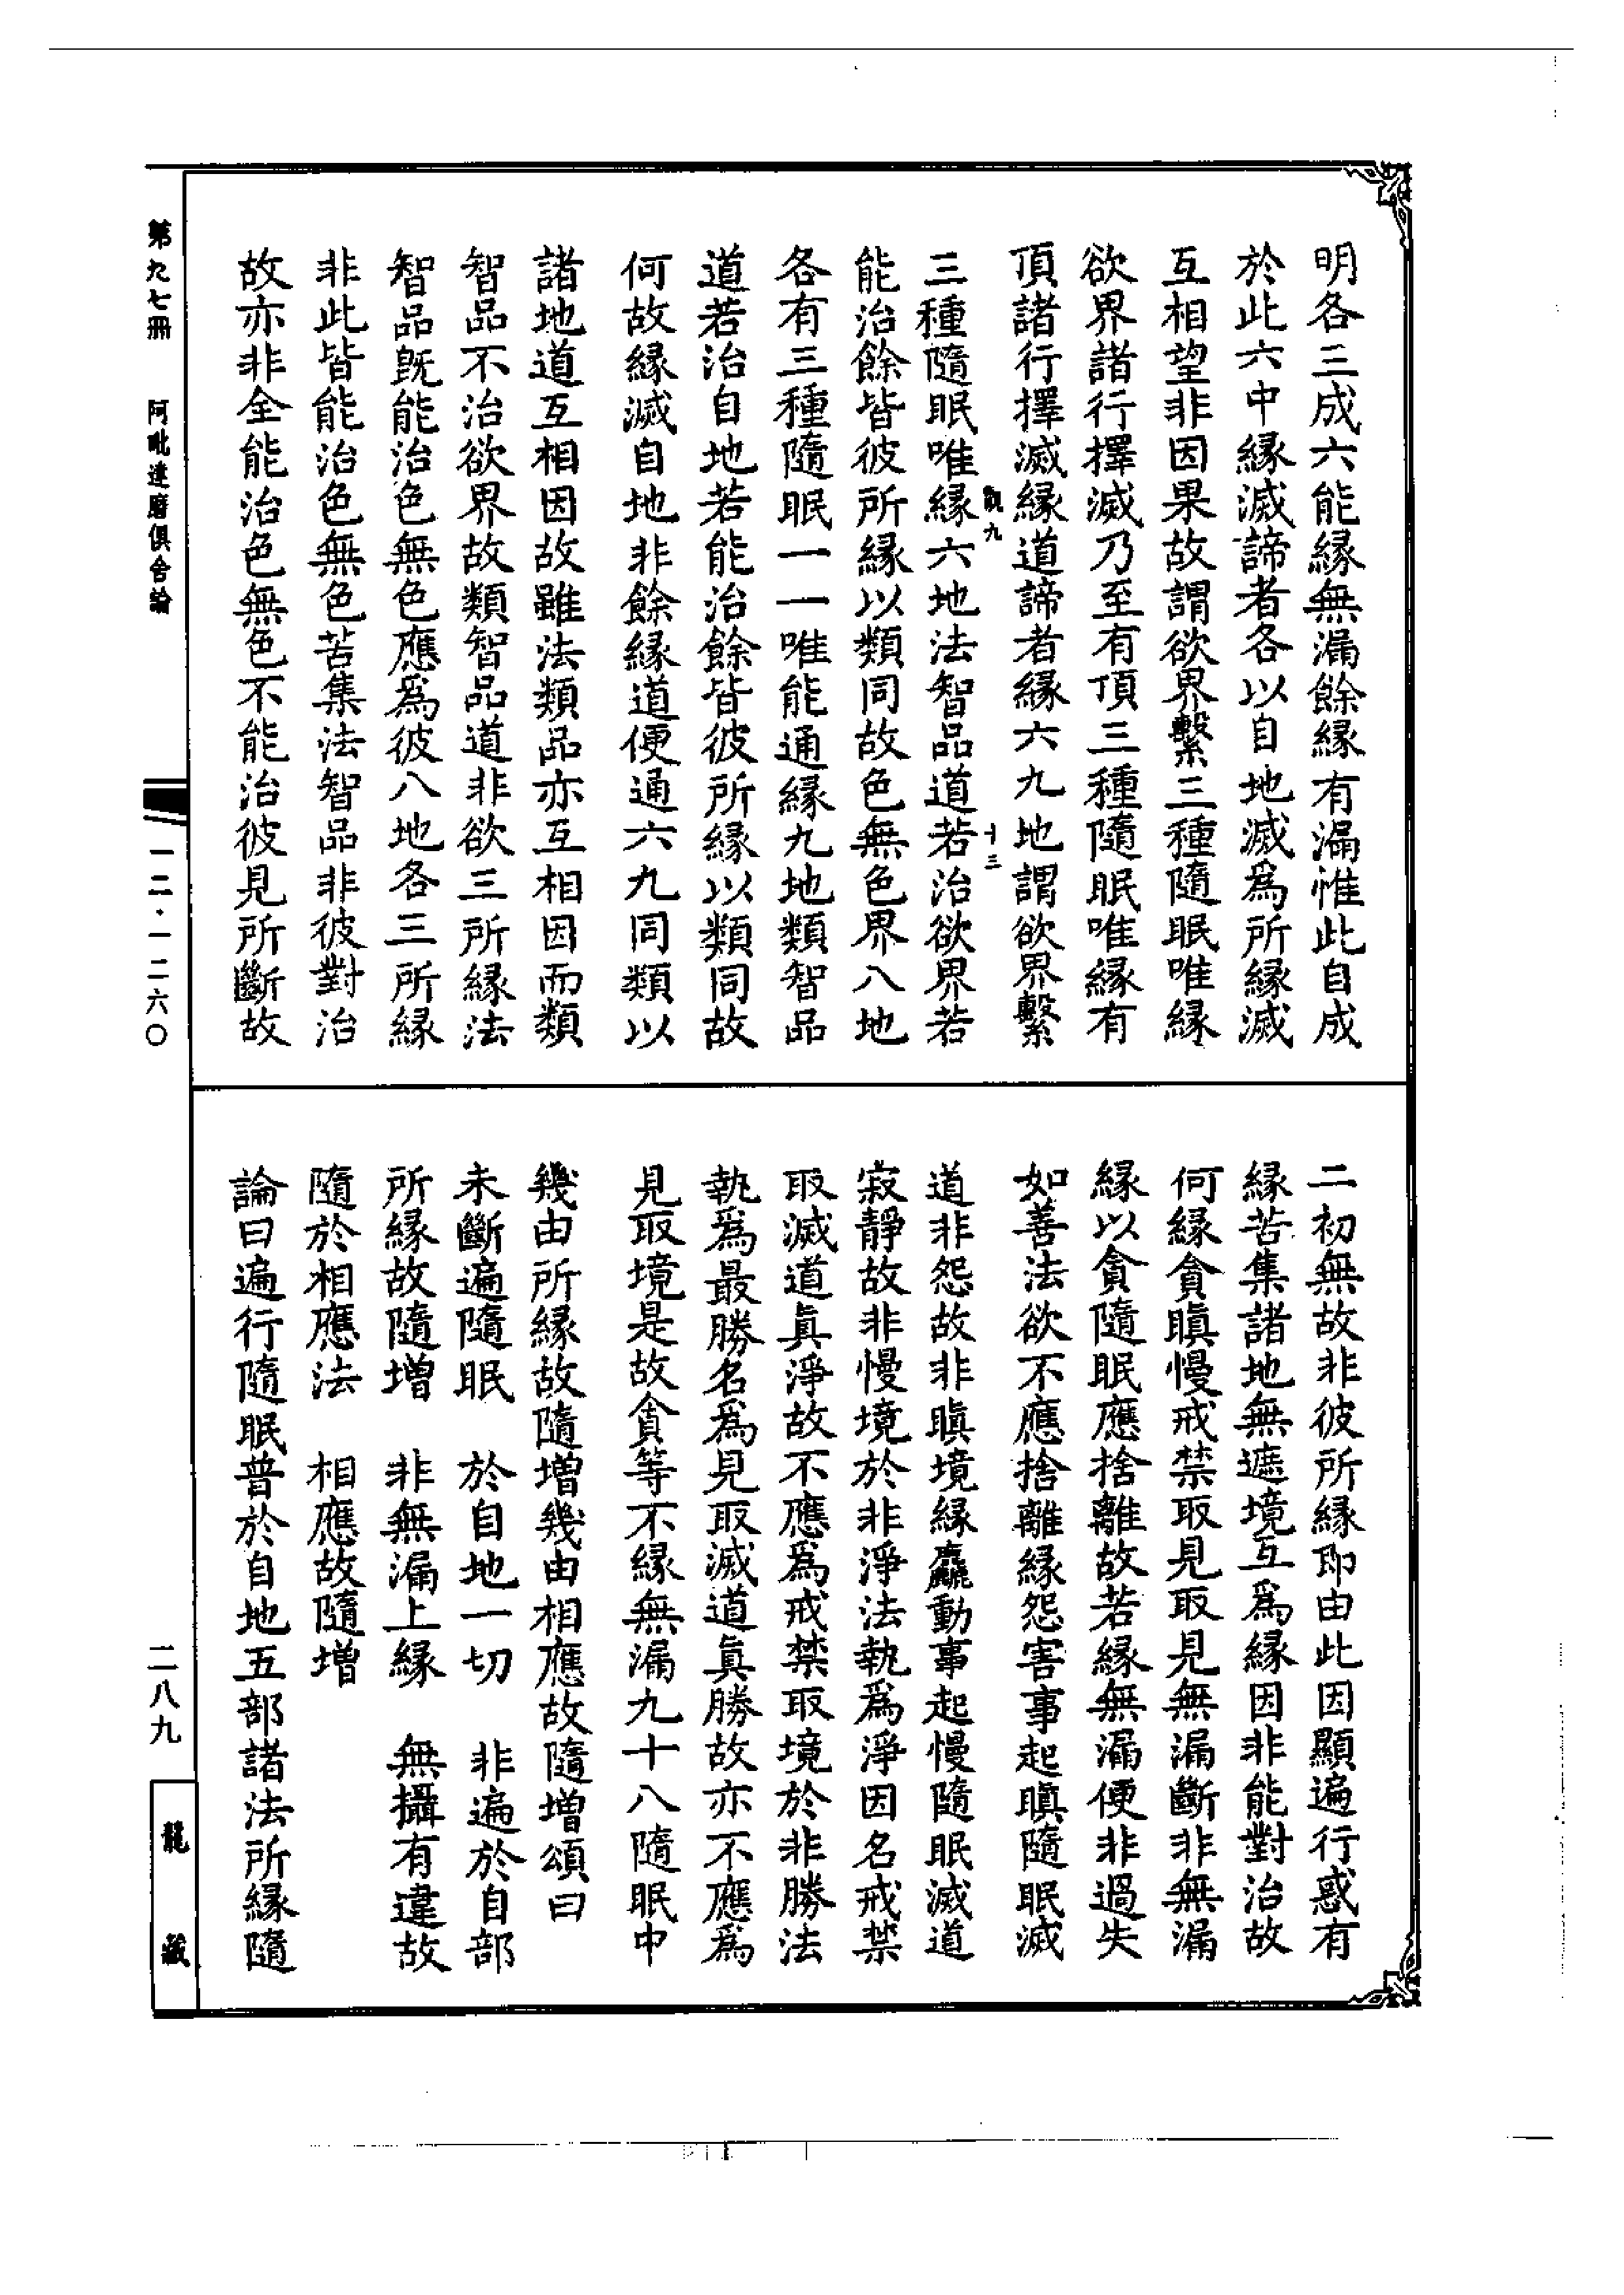 明各三成六能緣無漏餘緣有漏惟此自成
於此六中緣滅諦者各以自地滅爲所緣滅
互相望非因果故謂欲界繫三種隨眠唯緣
欲界諸行擇滅乃至有頂三種隨眠唯緣有
頂諸行擇滅緣道諦者緣六九地謂欲界繫
三種隨眠唯緣六地法智品道若治欲界若
能治餘皆彼所緣以類同故色無色界八地
各有三種隨眠一一唯能通緣九地類智品
道若治自地若能治餘皆彼所緣以類同故
何故緣滅自地非餘緣道便通六九同類以
諸地道互相因故雖法類品亦互相因而類
智品不治欲界故類智品道非欲三所緣法
智品旣能治色無色應爲彼八地各三所緣
非此皆能治色無色苦集法智品非彼對治
故亦非全能治色無色不能治彼見所斷故
二初無故非彼所緣即由此因顯遍行惑有
緣苦集諸地無遮境互爲緣因非能對治故
何緣貪瞋慢戒禁取見取見無漏斷非無漏
緣以貪隨眠應捨離故若緣無漏便非過失
如善法欲不應捨離緣怨害事起瞋隨眠滅
道非怨故非瞋境緣麤動事起慢隨眠滅道
寂靜故非慢境於非淨法執爲淨因名戒禁
取滅道眞淨故不應爲戒禁取境於非勝法
執爲最勝名爲見取滅道眞勝故亦不應爲
見取境是故貪等不緣無漏九十八隨眠中
幾由所緣故隨增幾由相應故隨增頌曰
未斷遍隨眠　於自地一切　非遍於自部
所緣故隨增　非無漏上緣　無攝有違故
隨於相應法　相應故隨增
論曰遍行隨眠普於自地五部諸法所緣隨
第九七冊　阿毗達磨俱舍論
一二·一二六〇
二八九
龍藏
十三